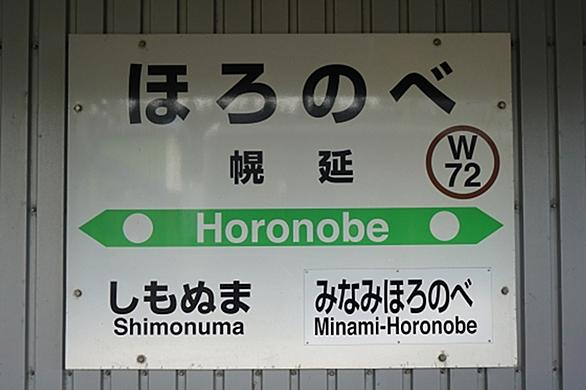 ほろのべ
幌延
W
72
Horonobe
しもぬま
Shimonuma
みなみほろのべ
Minami-Horonobe